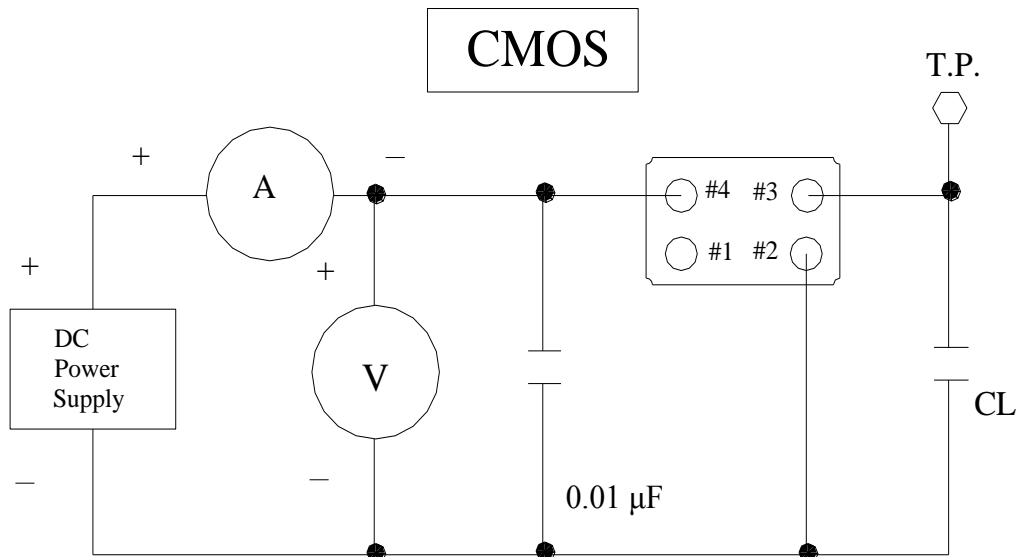 CMOS
T.P.
+
–
A
#4
#3
#1
#2
+
+
DC
Power
Supply
V
CL
–
–
0.01 μF